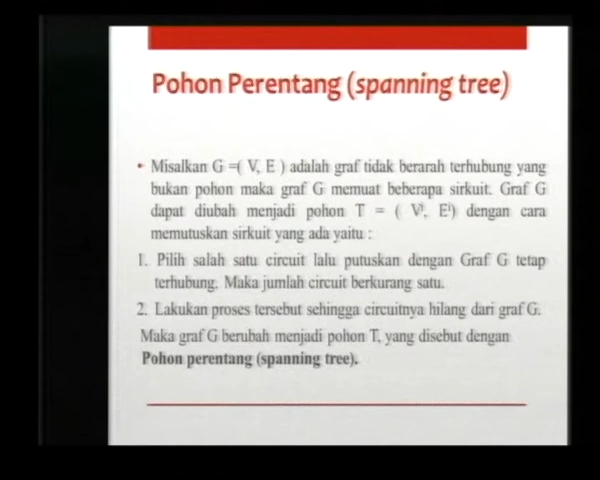 Pohon Perentang (spanning tree)
• Misalkan G =( V, E ) adalah graf tidak berarah terhubung yang
bukan pohon maka graf G memuat beberapa sirkuit. Graf G
dapat diubah menjadi pohon T = ( V', E') dengan cara
memutuskan sirkuit yang ada yaitu :
1. Pilih salah satu circuit lalu putuskan dengan Graf G tetap
terhubung. Maka jumlah circuit berkurang satu.
2. Lakukan proses tersebut sehingga circuitnya hilang dari graf G.
Maka graf G berubah menjadi pohon T, yang disebut dengan
Pohon perentang (spanning tree).